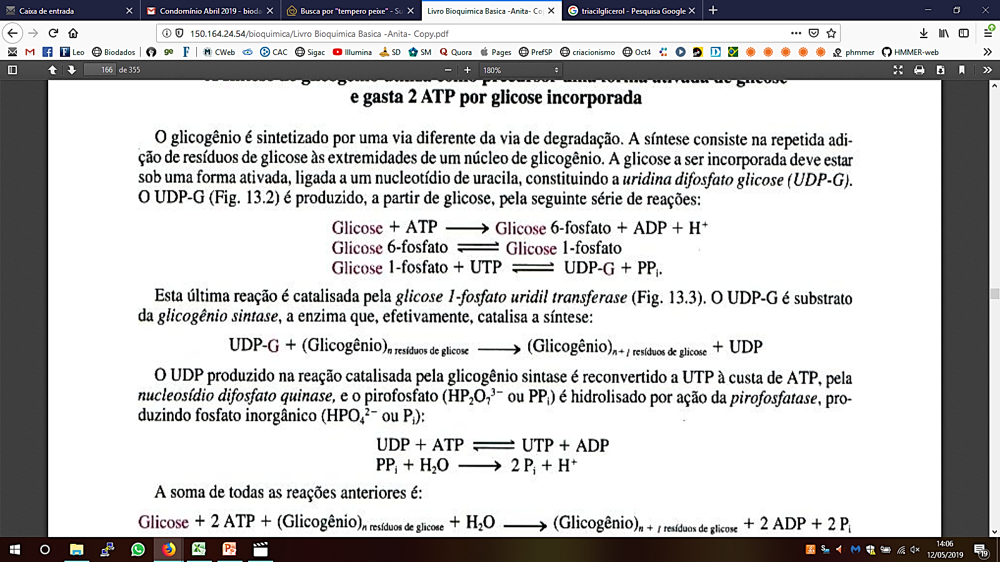 Caixa de entrada
Condomínio Abril 2019 - bioda
Busca por "tempero peixe" - Su
Livro Bioquimica Basica -Anita- Cop
triacilglicerol - Pesquisa Google
150.164.24.54/bioquimica/Livro Bioquimica Basica -Anita- Copy.pdf
Leo Biodados ge F CWeb CAC Sigac Illumina SD SM Quora Pages PrefSP criacionismo Oct4 phmmer HMMER-web
166 de 355 180%
e gasta 2 ATP por glicose incorporada
O glicogênio é sintetizado por uma via diferente da via de degradação. A síntese consiste na repetida adi-
ção de resíduos de glicose às extremidades de um núcleo de glicogênio. A glicose a ser incorporada deve estar
sob uma forma ativada, ligada a um nucleotídio de uracila, constituindo a uridina difosfato glicose (UDP-G).
O UDP-G (Fig. 13.2) é produzido, a partir de glicose, pela seguinte série de reações:
Glicose + ATP ⟶ Glicose 6-fosfato + ADP + H⁺
Glicose 6-fosfato ⇌ Glicose 1-fosfato
Glicose 1-fosfato + UTP ⇌ UDP-G + PPᵢ.
Esta última reação é catalisada pela glicose 1-fosfato uridil transferase (Fig. 13.3). O UDP-G é substrato
da glicogênio sintase, a enzima que, efetivamente, catalisa a síntese:
UDP-G + (Glicogênio)n resíduos de glicose ⟶ (Glicogênio)n + 1 resíduos de glicose + UDP
O UDP produzido na reação catalisada pela glicogênio sintase é reconvertido a UTP à custa de ATP, pela
nucleosídio difosfato quinase, e o pirofosfato (HP₂O₇³⁻ ou PPᵢ) é hidrolisado por ação da pirofosfatase, pro-
duzindo fosfato inorgânico (HPO₄²⁻ ou Pᵢ):
UDP + ATP ⇌ UTP + ADP
PPᵢ + H₂O ⟶ 2 Pᵢ + H⁺
A soma de todas as reações anteriores é:
Glicose + 2 ATP + (Glicogênio)n resíduos de glicose + H₂O ⟶ (Glicogênio)n + 1 resíduos de glicose + 2 ADP + 2 Pᵢ
14:06
12/05/2019
19